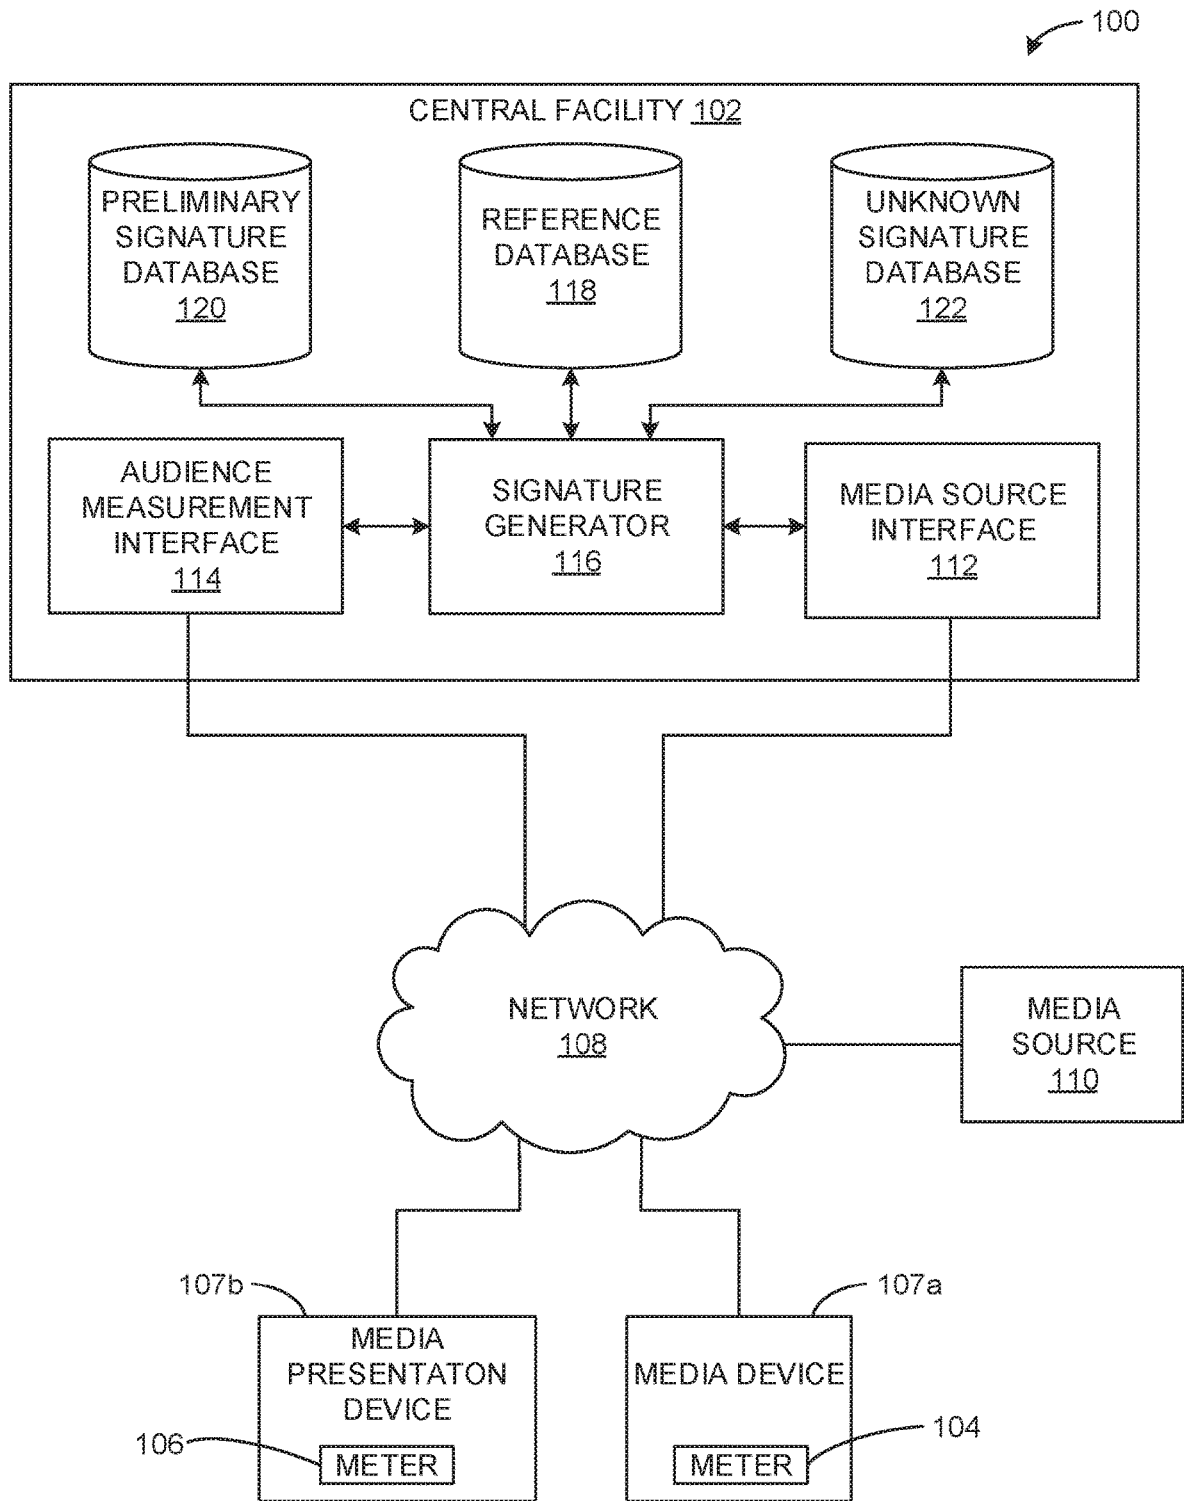 100
CENTRAL FACILITY 102
PRELIMINARY
SIGNATURE
DATABASE
120
REFERENCE
DATABASE
118
UNKNOWN
SIGNATURE
DATABASE
122
AUDIENCE
MEASUREMENT
INTERFACE
114
SIGNATURE
GENERATOR
116
MEDIA SOURCE
INTERFACE
112
NETWORK
108
MEDIA
SOURCE
110
107b
MEDIA
PRESENTATON
DEVICE
106
METER
107a
MEDIA DEVICE
104
METER